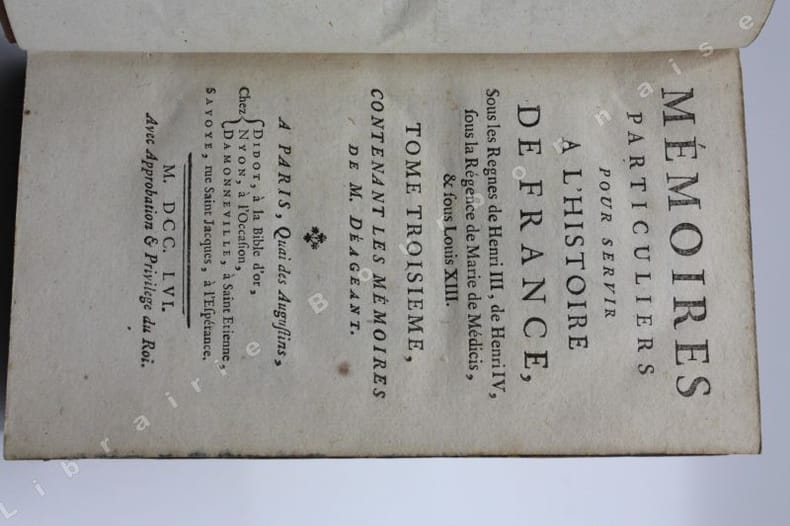 MÉMOIRES
PARTICULIERS
POUR SERVIR
À L'HISTOIRE
DE FRANCE,
Sous les Regnes de Henri III, de Henri IV,
ſous la Régence de Marie de Médicis,
& ſous Louis XIII.
TOME TROISIEME,
CONTENANT LES MÉMOIRES
DE M. DÉAGEANT.
A PARIS, Quai des Auguſtins,
Chez
DIDOT, à la Bible d'or,
NYON, à l'Occaſion,
DAMONNEVILLE, à Saint Etienne,
SAVOYE, rue Saint Jacques, à l'Eſpérance.
M. DCC. LVI.
Avec Approbation & Privilege du Roi.
Librairie Bobonaise